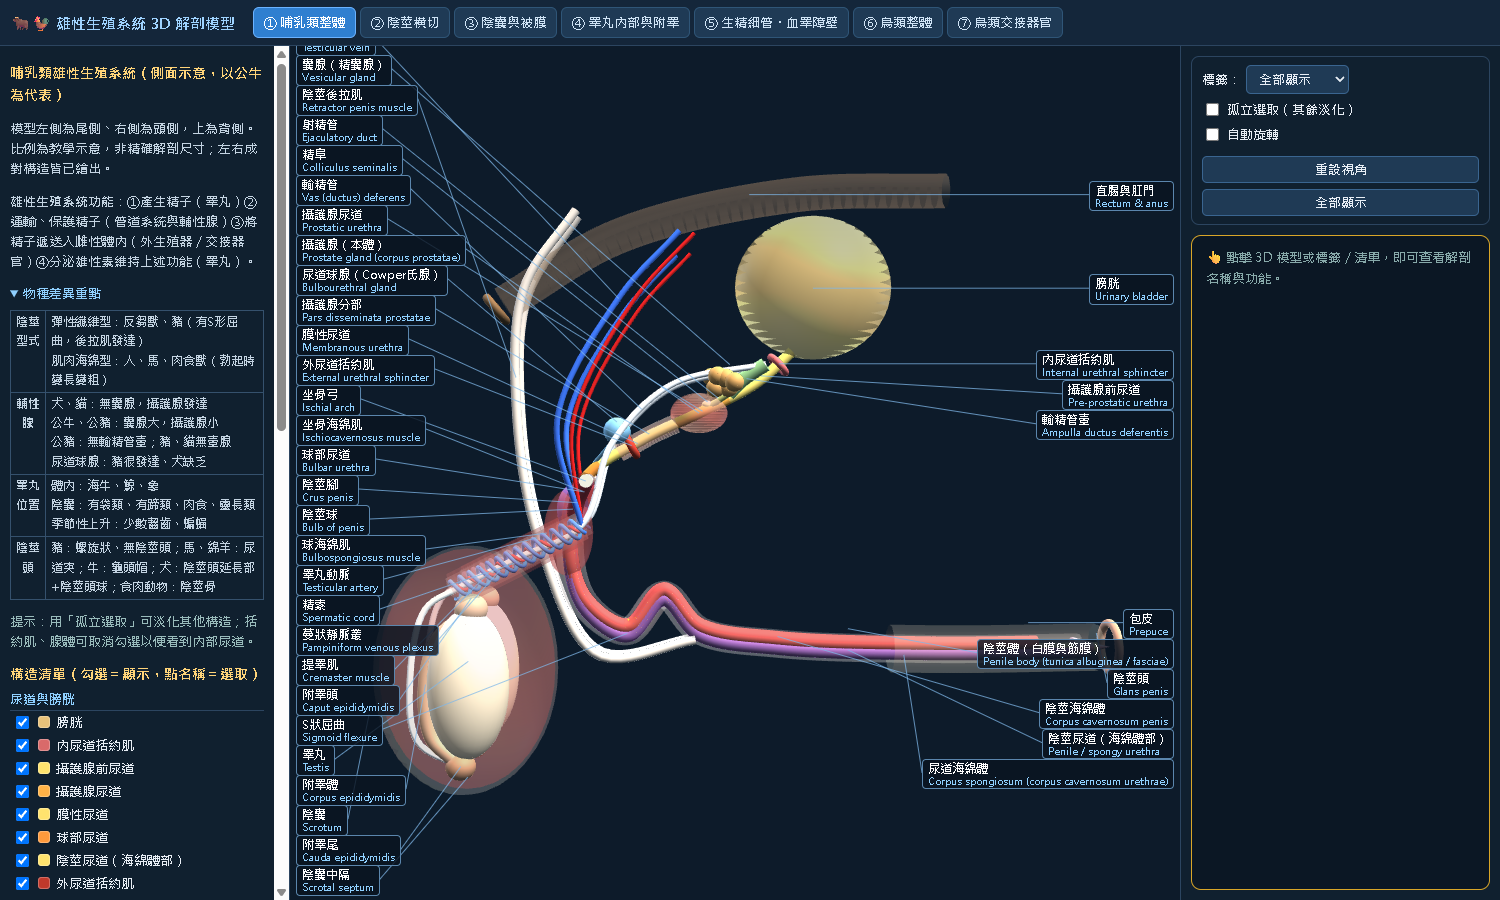 雄性生殖系統 3D 解剖模型
① 哺乳類整體
② 陰莖橫切
③ 陰囊與被膜
④ 睪丸內部與附睪
⑤ 生精細管・血睪障壁
⑥ 鳥類整體
⑦ 鳥類交接器官
哺乳類雄性生殖系統（側面示意，以公牛
為代表）
模型左側為尾側、右側為頭側，上為背側。
比例為教學示意，非精確解剖尺寸；左右成
對構造皆已繪出。
雄性生殖系統功能：①產生精子（睪丸）②
運輸、保護精子（管道系統與輔性腺）③將
精子遞送入雌性體內（外生殖器 / 交接器
官）④分泌雄性素維持上述功能（睪丸）。
▼ 物種差異重點
陰莖型式
彈性纖維型：反芻獸、豬（有S形屈
曲，後拉肌發達）
肌肉海綿型：人、馬、肉食獸（勃起時
變長變粗）
輔性腺
犬、貓：無囊腺，攝護腺發達
公牛、公豬：囊腺大，攝護腺小
公豬：無輸精管壺；豬、貓無壺腺
尿道球腺：豬很發達、犬缺乏
睪丸位置
體內：海牛、鯨、象
陰囊：有袋類、有蹄類、肉食、靈長類
季節性上升：少數齧齒、蝙蝠
陰莖頭
豬：螺旋狀、無陰莖頭；馬、綿羊：尿
道突；牛：龜頭帽；犬：陰莖頭延長部
+陰莖頭球；食肉動物：陰莖骨
提示：用「孤立選取」可淡化其他構造；括
約肌、腺體可取消勾選以便看到內部尿道。
構造清單（勾選 = 顯示，點名稱 = 選取）
尿道與膀胱
膀胱
內尿道括約肌
攝護腺前尿道
攝護腺尿道
膜性尿道
球部尿道
陰莖尿道（海綿體部）
外尿道括約肌
Testicular vein
囊腺（精囊腺）
Vesicular gland
陰莖後拉肌
Retractor penis muscle
射精管
Ejaculatory duct
精阜
Colliculus seminalis
輸精管
Vas (ductus) deferens
攝護腺尿道
Prostatic urethra
攝護腺（本體）
Prostate gland (corpus prostatae)
尿道球腺（Cowper氏腺）
Bulbourethral gland
攝護腺分部
Pars disseminata prostatae
膜性尿道
Membranous urethra
外尿道括約肌
External urethral sphincter
坐骨弓
Ischial arch
坐骨海綿肌
Ischiocavernosus muscle
球部尿道
Bulbar urethra
陰莖腳
Crus penis
陰莖球
Bulb of penis
球海綿肌
Bulbospongiosus muscle
睪丸動脈
Testicular artery
精索
Spermatic cord
蔓狀靜脈叢
Pampiniform venous plexus
提睪肌
Cremaster muscle
附睪頭
Caput epididymidis
S狀屈曲
Sigmoid flexure
睪丸
Testis
附睪體
Corpus epididymidis
陰囊
Scrotum
附睪尾
Cauda epididymidis
陰囊中隔
Scrotal septum
直腸與肛門
Rectum & anus
膀胱
Urinary bladder
內尿道括約肌
Internal urethral sphincter
攝護腺前尿道
Pre-prostatic urethra
輸精管壺
Ampulla ductus deferentis
包皮
Prepuce
陰莖體（白膜與筋膜）
Penile body (tunica albuginea / fasciae)
陰莖頭
Glans penis
陰莖海綿體
Corpus cavernosum penis
陰莖尿道（海綿體部）
Penile / spongy urethra
尿道海綿體
Corpus spongiosum (corpus cavernosum urethrae)
標籤：
全部顯示
孤立選取（其餘淡化）
自動旋轉
重設視角
全部顯示
點擊 3D 模型或標籤 / 清單，即可查看解剖
名稱與功能。